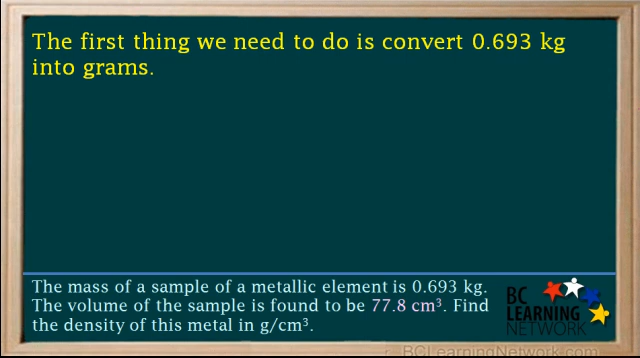 The first thing we need to do is convert 0.693 kg
into grams.
The mass of a sample of a metallic element is 0.693 kg.
The volume of the sample is found to be 77.8 cm³. Find
the density of this metal in g/cm³.
BC
LEARNING
NETWORK
BCLearningNetwork.com